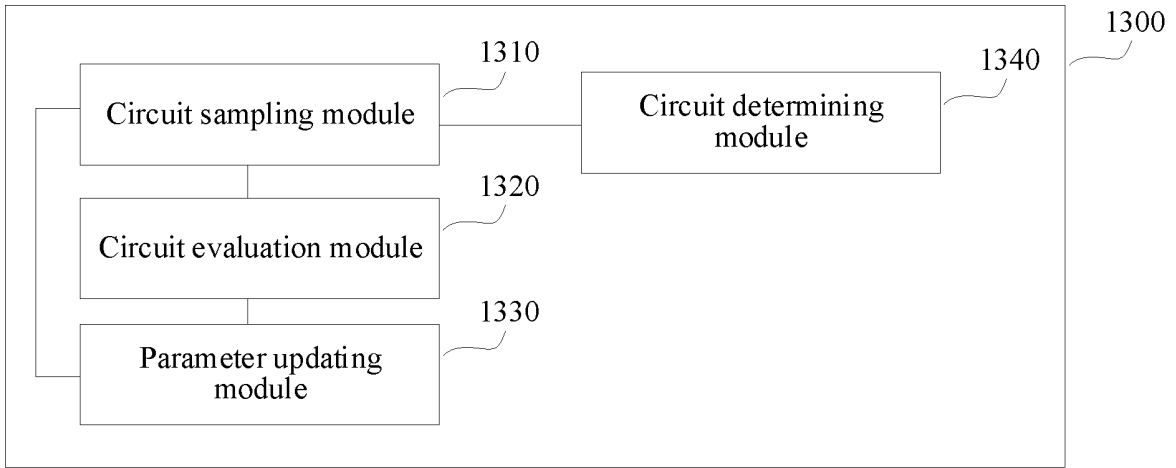 1300
1310
Circuit sampling module
1340
Circuit determining
module
1320
Circuit evaluation module
1330
Parameter updating
module